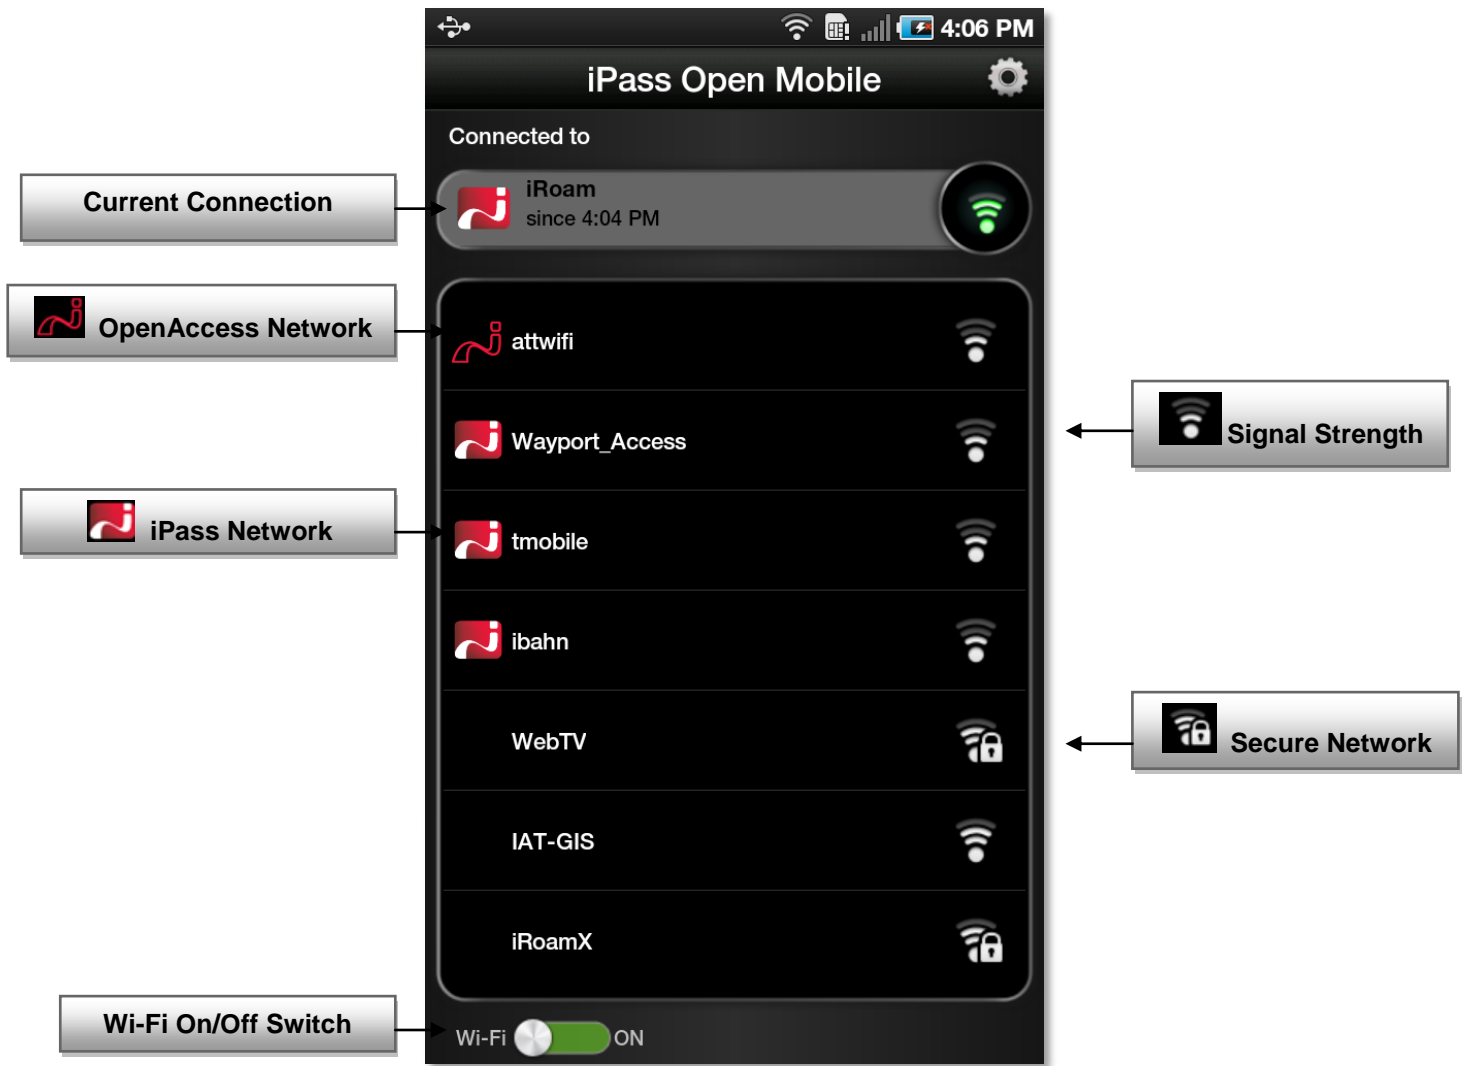 4:06 PM
iPass Open Mobile
Connected to
Current Connection
iRoam
since 4:04 PM
OpenAccess Network
attwifi
Signal Strength
Wayport_Access
iPass Network
tmobile
ibahn
WebTV
Secure Network
IAT-GIS
iRoamX
Wi-Fi On/Off Switch
Wi-Fi ON